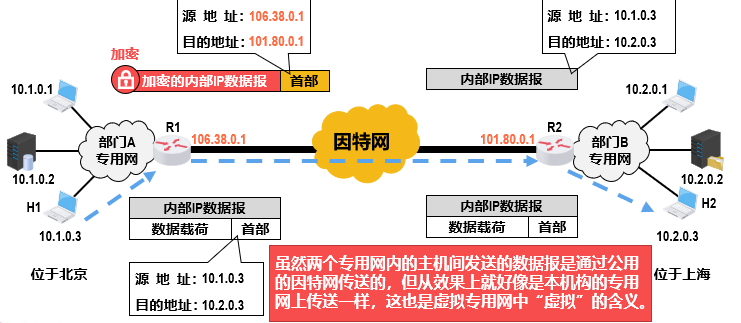 源 地 址：106.38.0.1
目的地址：101.80.0.1
源 地 址：10.1.0.3
目的地址：10.2.0.3
加密
加密的内部IP数据报 首部
内部IP数据报
10.1.0.1
10.2.0.1
R1
106.38.0.1
因特网
101.80.0.1
R2
部门A
专用网
部门B
专用网
10.1.0.2
10.2.0.2
H1
H2
10.1.0.3
10.2.0.3
内部IP数据报
数据载荷 首部
内部IP数据报
数据载荷 首部
源 地 址：10.1.0.3
目的地址：10.2.0.3
位于北京
位于上海
虽然两个专用网内的主机间发送的数据报是通过公用
的因特网传送的，但从效果上就好像是本机构的专用
网上传送一样，这也是虚拟专用网中“虚拟”的含义。